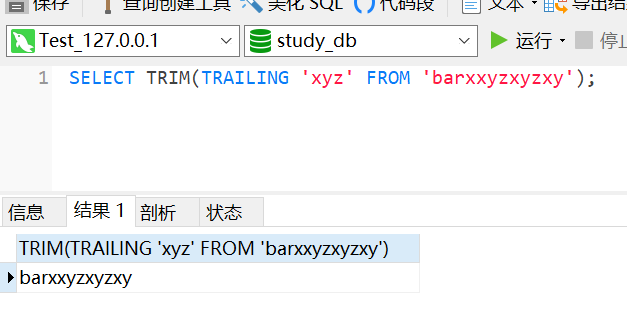 保存 查询创建工具 美化 SQL 代码段 文本 导出结
Test_127.0.0.1 study_db 运行 停止
1 SELECT TRIM(TRAILING 'xyz' FROM 'barxxyzxyzxy');
信息 结果 1 剖析 状态
TRIM(TRAILING 'xyz' FROM 'barxxyzxyzxy')
barxxyzxyzxy